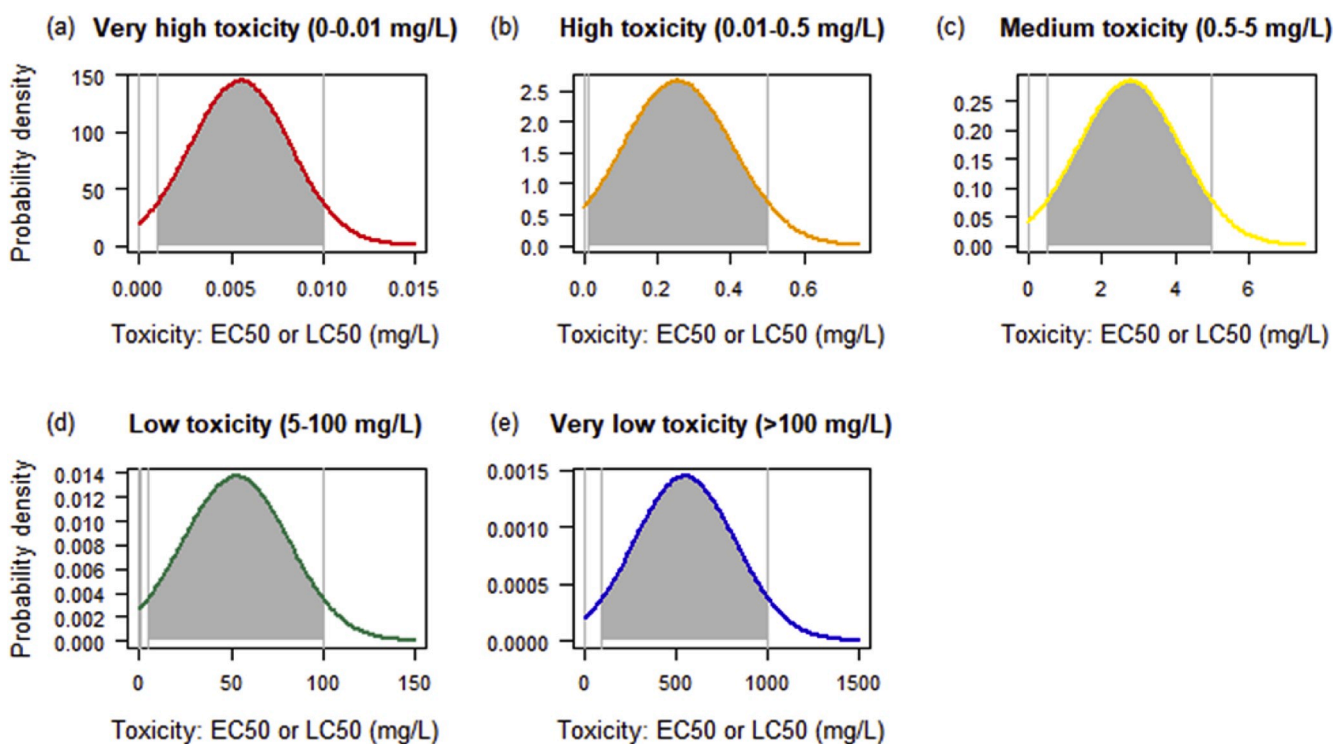 (a) Very high toxicity (0-0.01 mg/L)
Probability density
150
100
50
0
0.000 0.005 0.010 0.015
Toxicity: EC50 or LC50 (mg/L)
(b) High toxicity (0.01-0.5 mg/L)
2.5
2.0
1.5
1.0
0.5
0.0
0.0 0.2 0.4 0.6
Toxicity: EC50 or LC50 (mg/L)
(c) Medium toxicity (0.5-5 mg/L)
0.25
0.20
0.15
0.10
0.05
0.00
0 2 4 6
Toxicity: EC50 or LC50 (mg/L)
(d) Low toxicity (5-100 mg/L)
Probability density
0.014
0.012
0.010
0.008
0.006
0.004
0.002
0.000
0 50 100 150
Toxicity: EC50 or LC50 (mg/L)
(e) Very low toxicity (>100 mg/L)
0.0015
0.0010
0.0005
0.0000
0 500 1000 1500
Toxicity: EC50 or LC50 (mg/L)